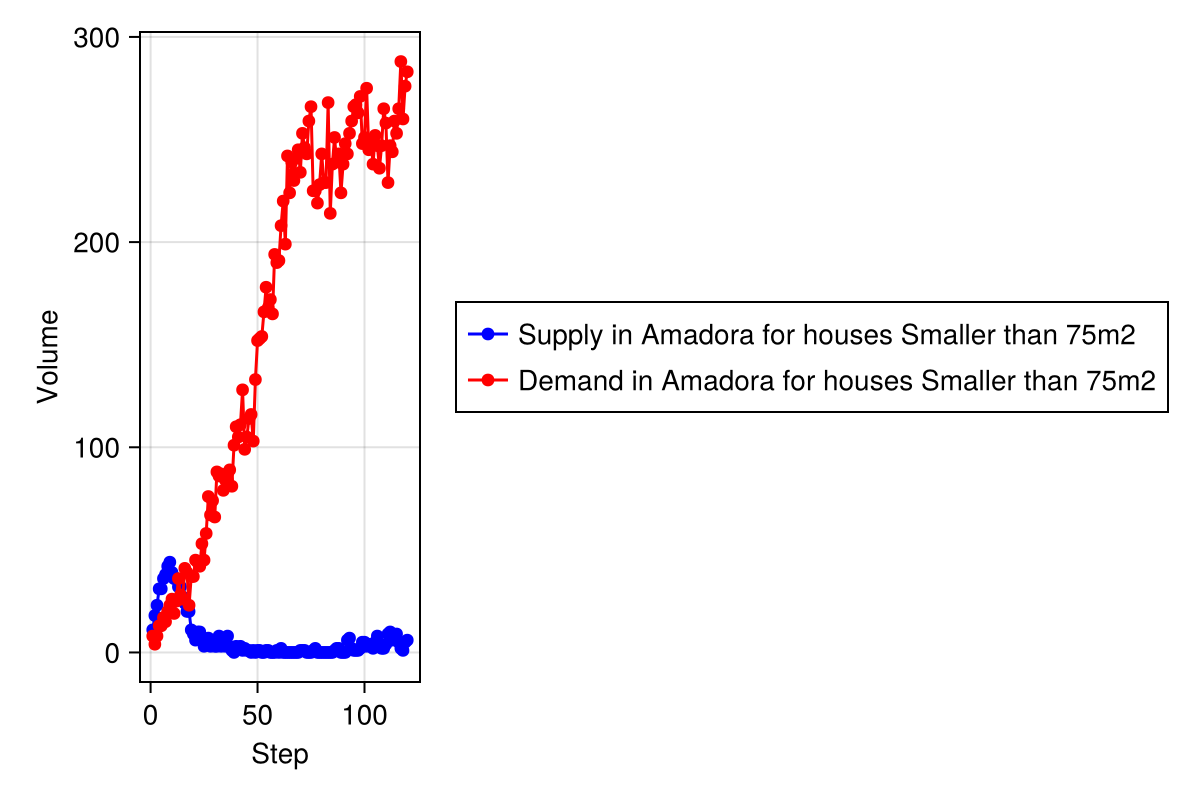 300
200
100
0
Volume
0 50 100
Step
Supply in Amadora for houses Smaller than 75m2
Demand in Amadora for houses Smaller than 75m2